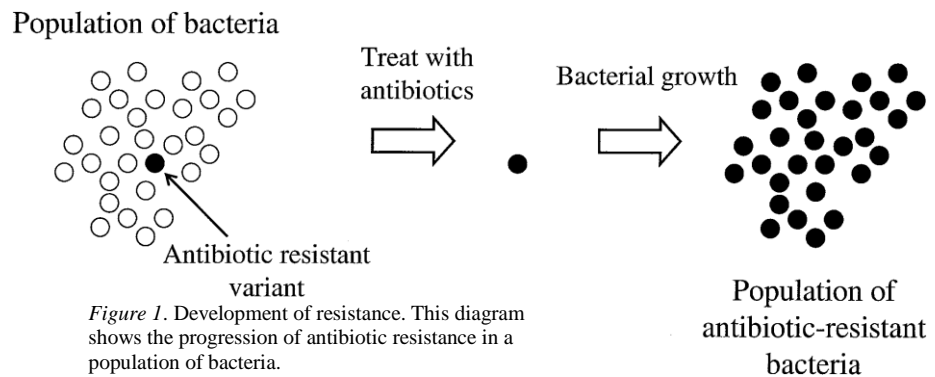 Population of bacteria
Treat with
antibiotics
Bacterial growth
Antibiotic resistant
variant
Figure 1. Development of resistance. This diagram
shows the progression of antibiotic resistance in a
population of bacteria.
Population of
antibiotic-resistant
bacteria